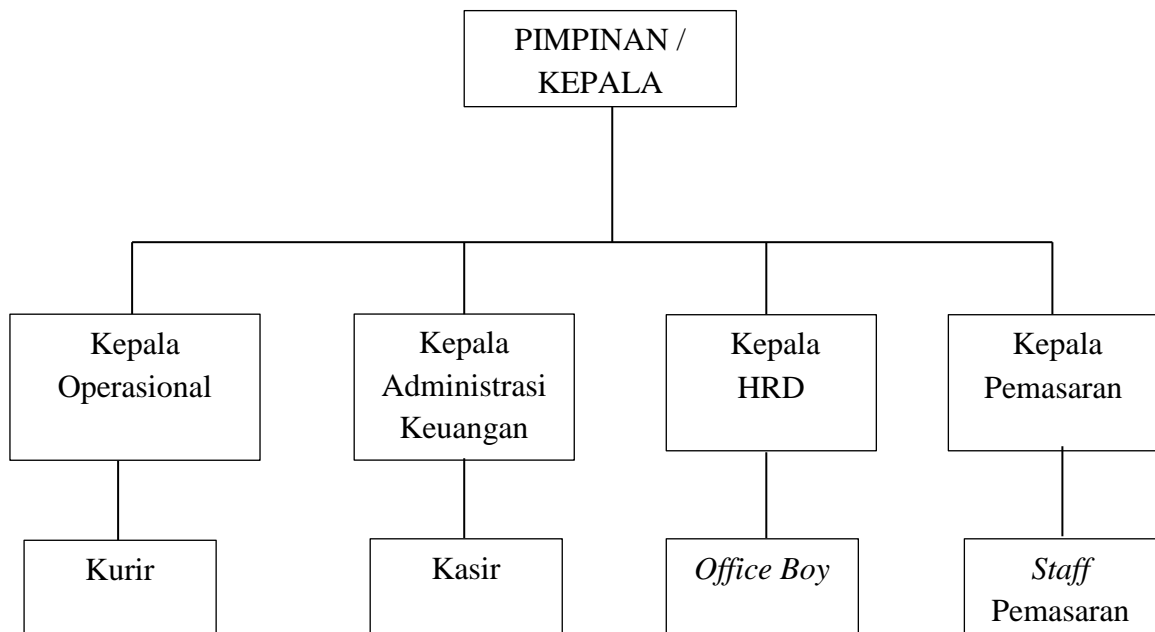 PIMPINAN /
KEPALA
Kepala
Operasional
Kepala
Administrasi
Keuangan
Kepala
HRD
Kepala
Pemasaran
Kurir
Kasir
Office Boy
Staff
Pemasaran